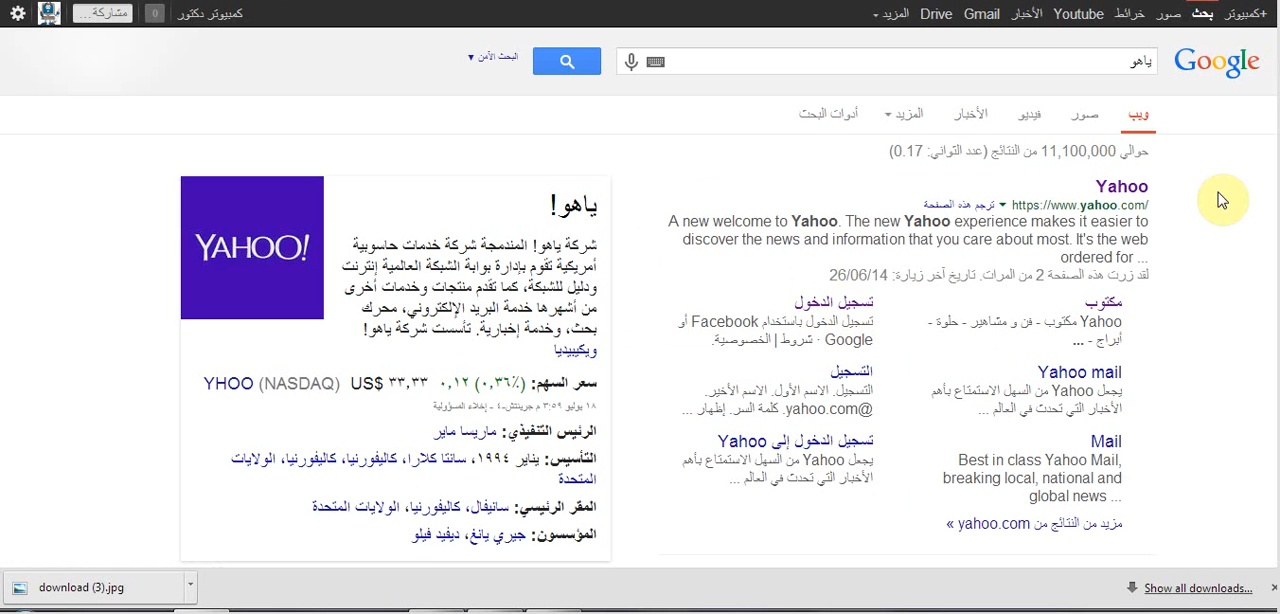 +كمبيوتر بحث صور خرائط Youtube الأخبار Gmail Drive المزيد
كمبيوتر دكتور 0 مشاركة...
Google
ياهو
البحث الآمن
ويب صور فيديو الأخبار المزيد أدوات البحث
حوالي 11,100,000 من النتائج (عدد الثواني: 0.17)
Yahoo
https://www.yahoo.com/ ترجم هذه الصفحة
A new welcome to Yahoo. The new Yahoo experience makes it easier to
discover the news and information that you care about most. It's the web
ordered for ...
لقد زرت هذه الصفحة 2 من المرات. تاريخ آخر زيارة: 26/06/14
مكتوب
Yahoo مكتوب - فن و مشاهير - حلوة -
أبراج - ...
تسجيل الدخول
تسجيل الدخول باستخدام Facebook أو
Google · شروط | الخصوصية.
Yahoo mail
يجعل Yahoo من السهل الاستمتاع بأهم
الأخبار التي تحدث في العالم ...
التسجيل
التسجيل. الاسم الأول. الاسم الأخير.
@yahoo.com. كلمة السر. إظهار ...
Mail
Best in class Yahoo Mail,
breaking local, national and
global news ...
تسجيل الدخول إلى Yahoo
يجعل Yahoo من السهل الاستمتاع بأهم
الأخبار التي تحدث في العالم ...
مزيد من النتائج من yahoo.com »
ياهو!
YAHOO!
شركة ياهو! المندمجة شركة خدمات حاسوبية
أمريكية تقوم بإدارة بوابة الشبكة العالمية إنترنت
ودليل للشبكة، كما تقدم منتجات وخدمات أخرى
من أشهرها خدمة البريد الإلكتروني، محرك
بحث، وخدمة إخبارية. تأسست شركة ياهو!
ويكيبيديا
سعر السهم: YHOO (NASDAQ) US$ ٣٣,٣٣ ٠,١٢ (٠,٣٦٪)
١٨ يوليو ٣:٥٩ م جرينتش-٤ - إخلاء المسؤولية
الرئيس التنفيذي: ماريسا ماير
التأسيس: يناير ١٩٩٤، سانتا كلارا، كاليفورنيا، كاليفورنيا، الولايات
المتحدة
المقر الرئيسي: سانيفال، كاليفورنيا، الولايات المتحدة
المؤسسون: جيري يانغ، ديفيد فيلو
download (3).jpg
Show all downloads...